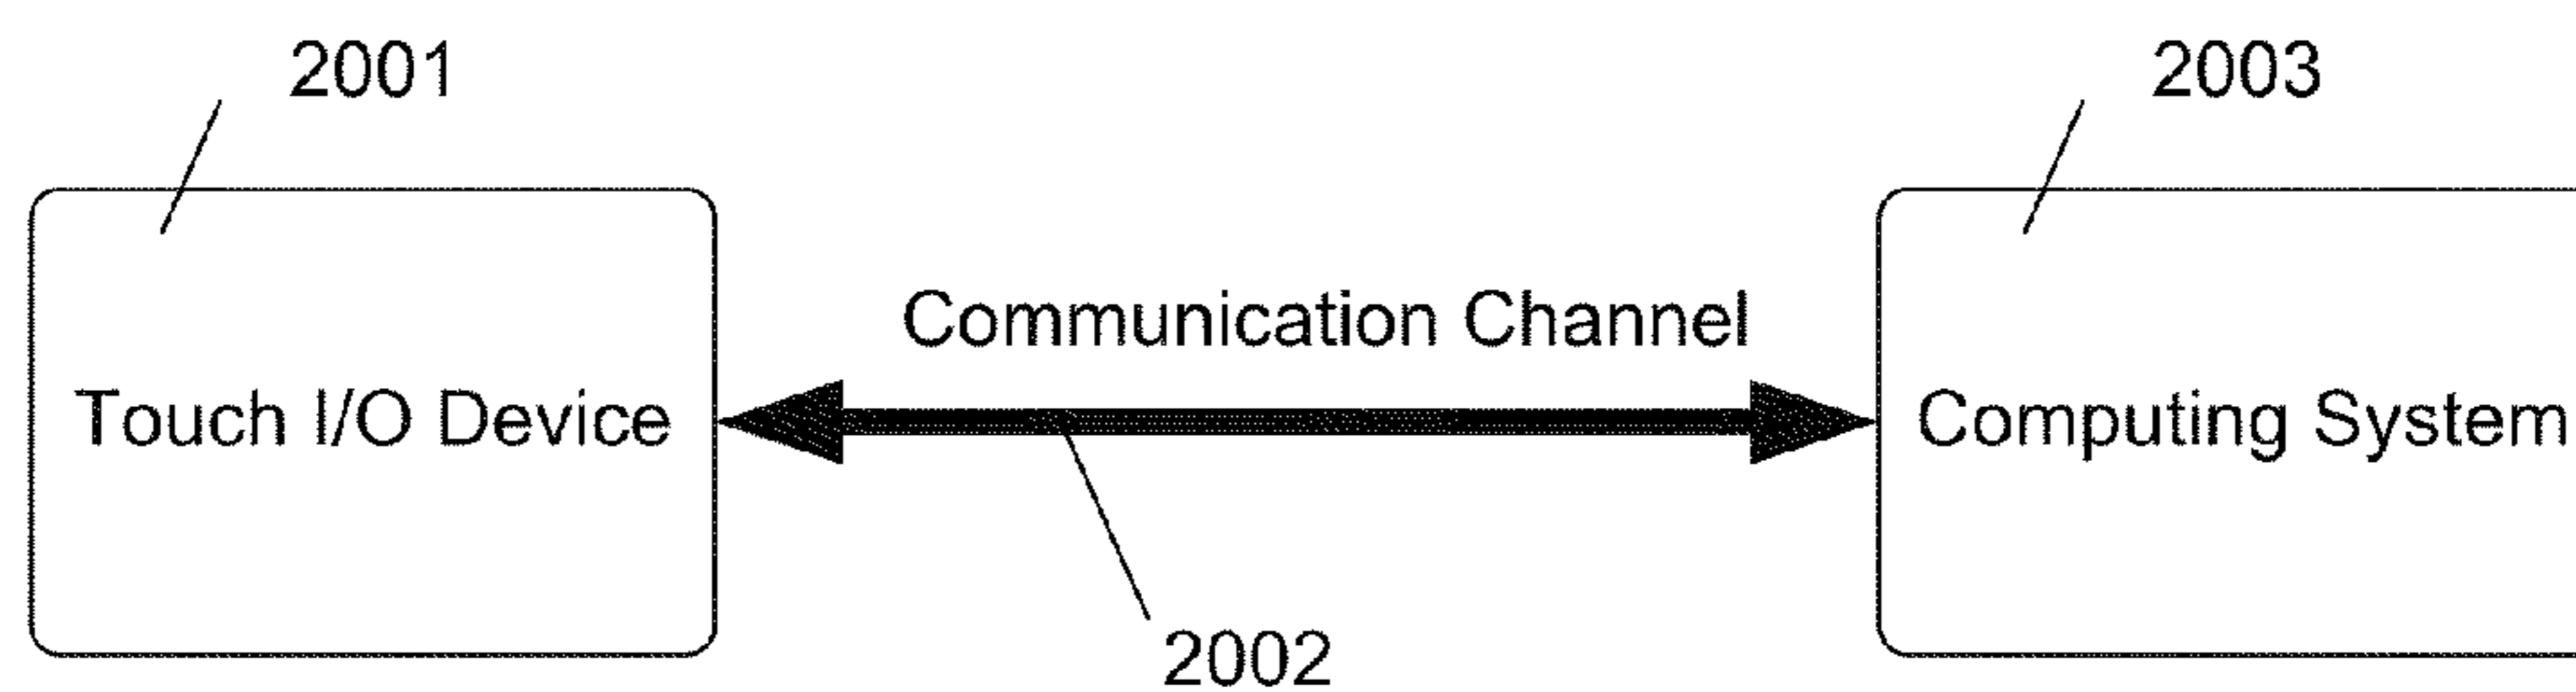 2001
2003
Communication Channel
Touch I/O Device
Computing System
2002